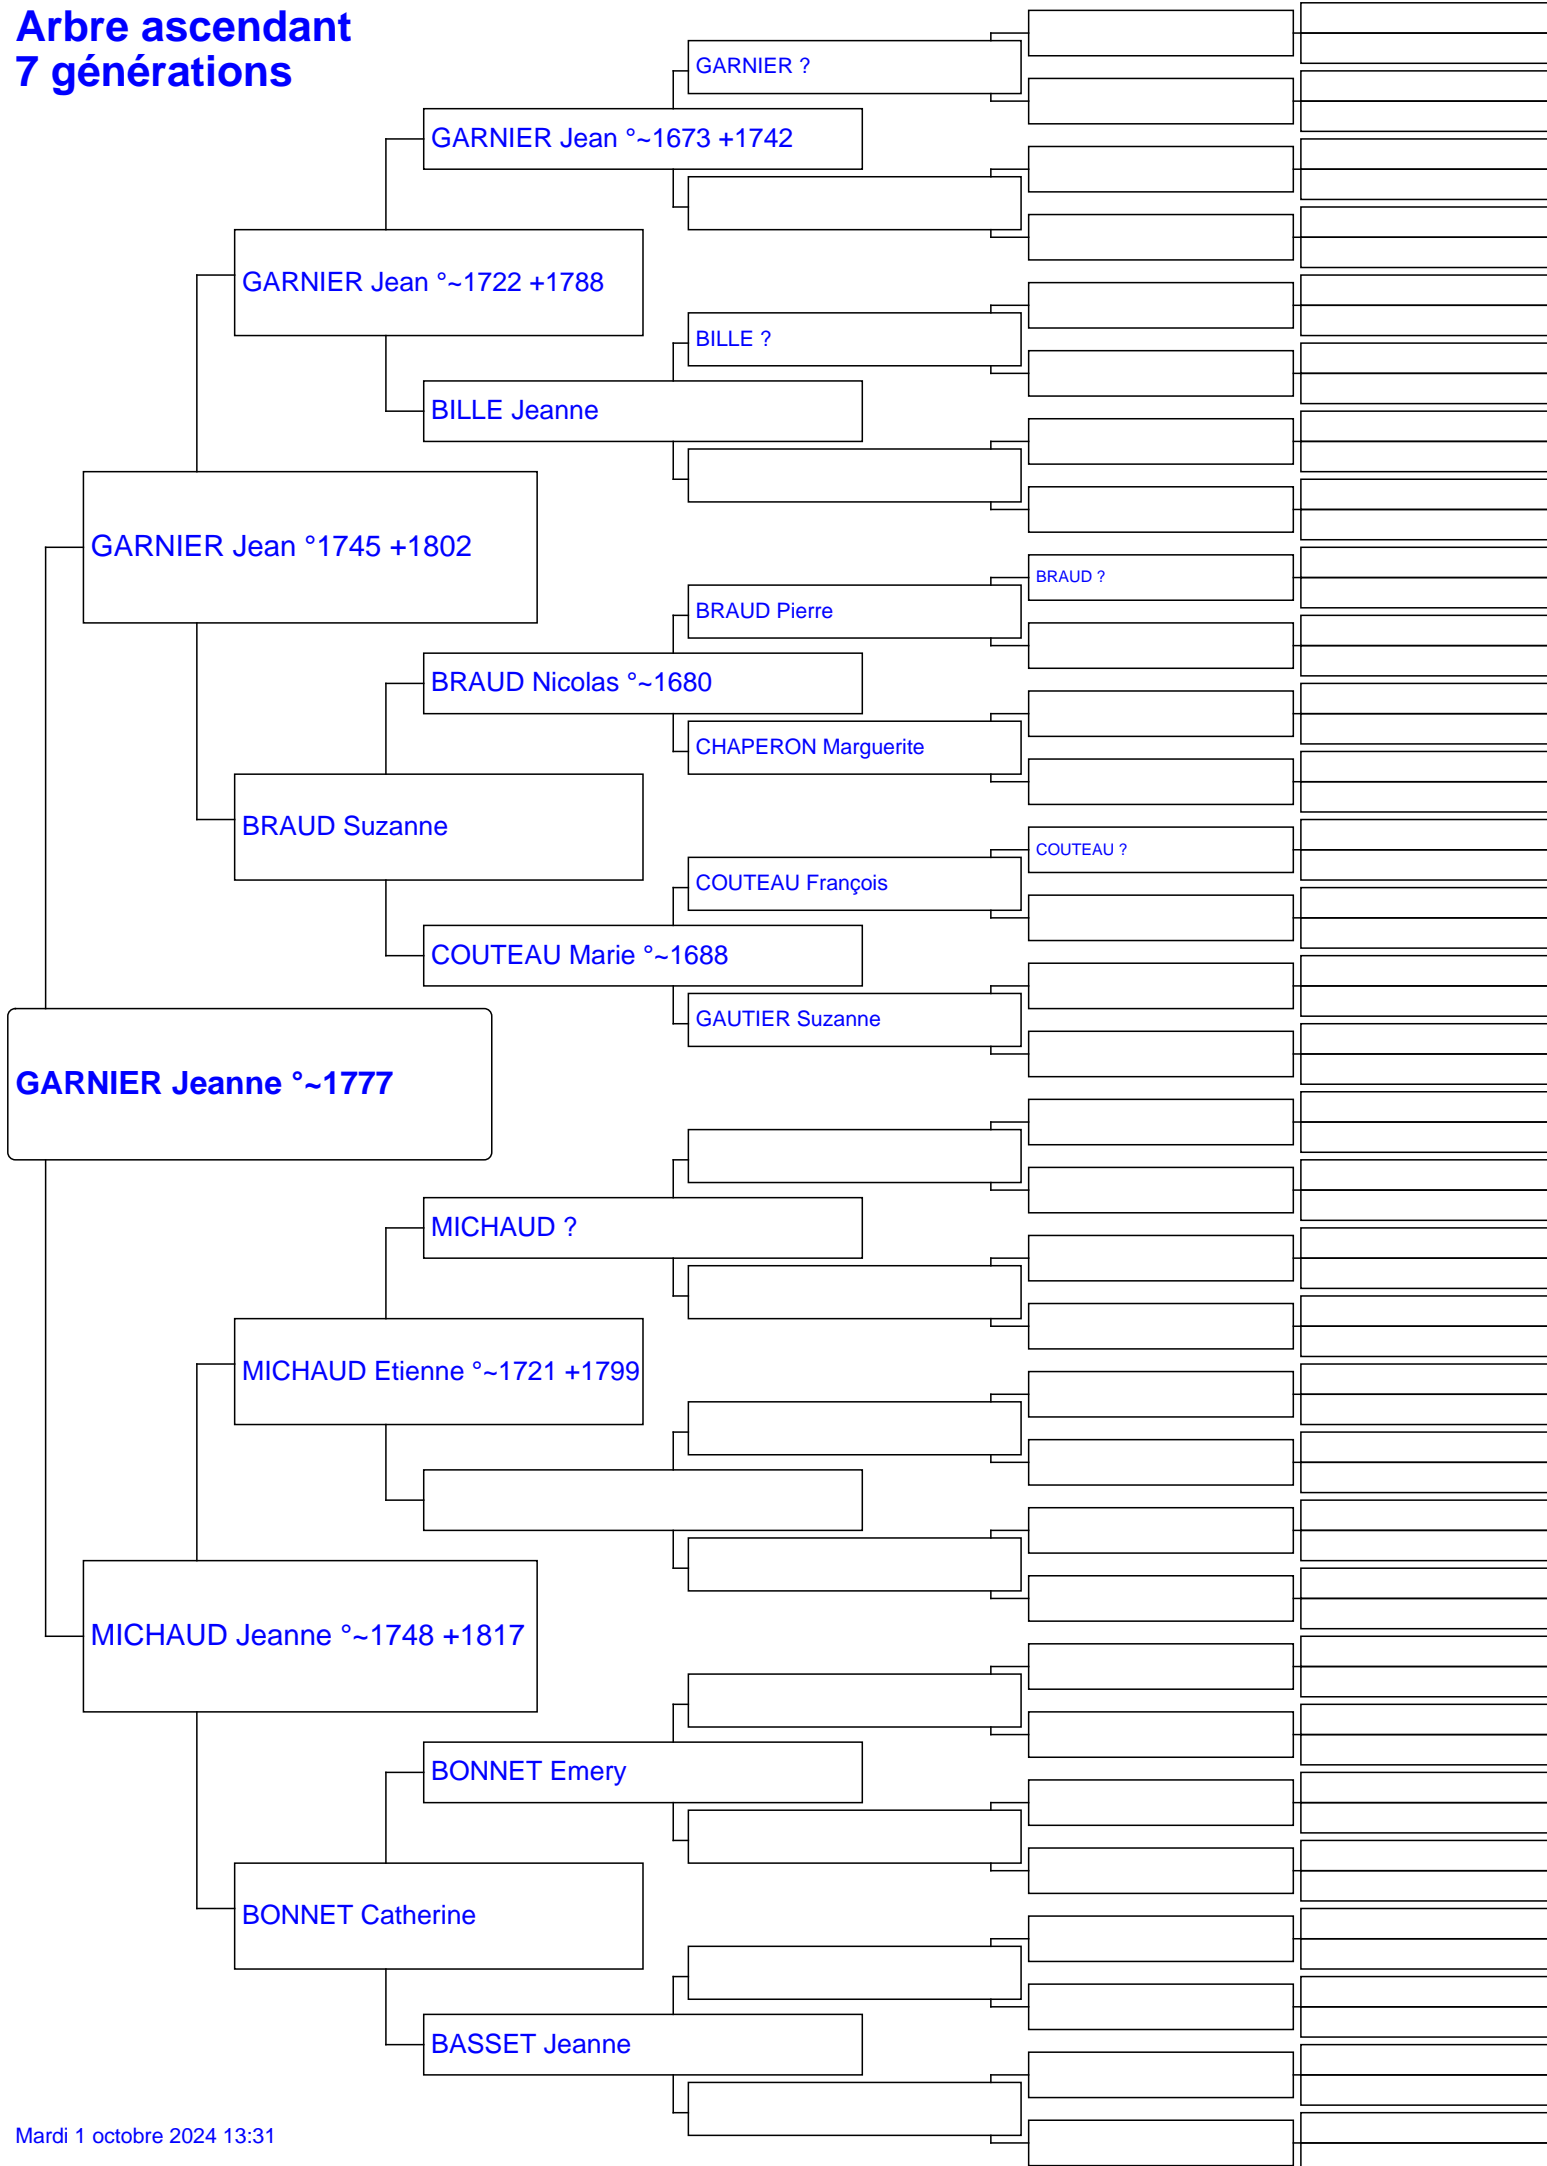 Arbre ascendant
7 générations
GARNIER ?
GARNIER Jean °~1673 +1742
GARNIER Jean °~1722 +1788
BILLE ?
BILLE Jeanne
GARNIER Jean °1745 +1802
BRAUD ?
BRAUD Pierre
BRAUD Nicolas °~1680
CHAPERON Marguerite
BRAUD Suzanne
COUTEAU ?
COUTEAU François
COUTEAU Marie °~1688
GAUTIER Suzanne
GARNIER Jeanne °~1777
MICHAUD ?
MICHAUD Etienne °~1721 +1799
MICHAUD Jeanne °~1748 +1817
BONNET Emery
BONNET Catherine
BASSET Jeanne
Mardi 1 octobre 2024 13:31